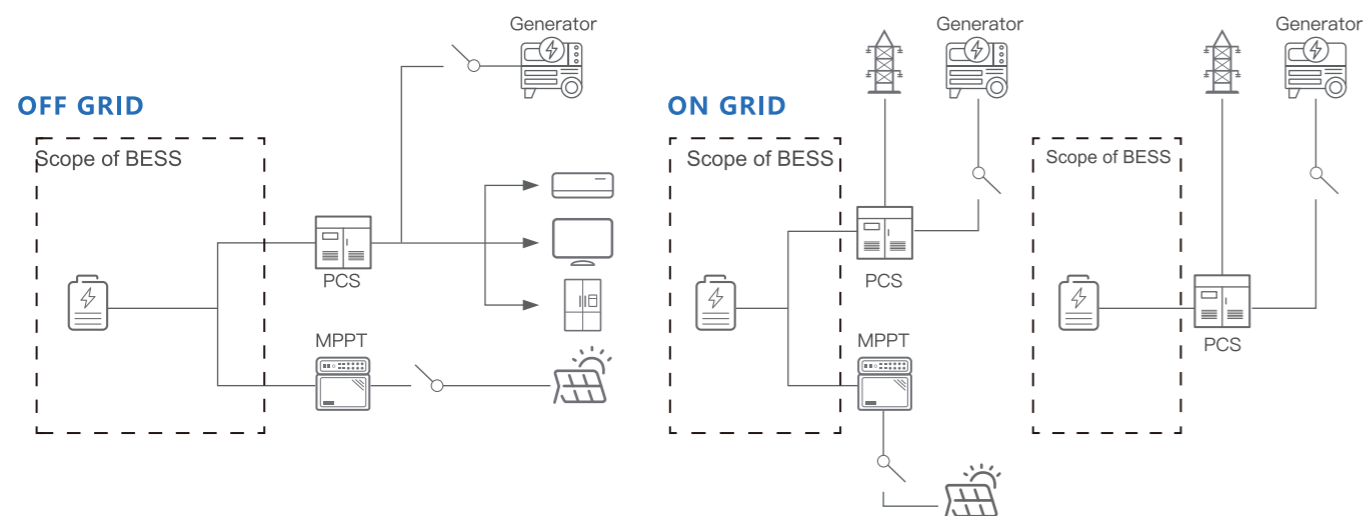 Generator
Generator
Generator
OFF GRID
ON GRID
Scope of BESS
Scope of BESS
Scope of BESS
PCS
PCS
PCS
MPPT
MPPT